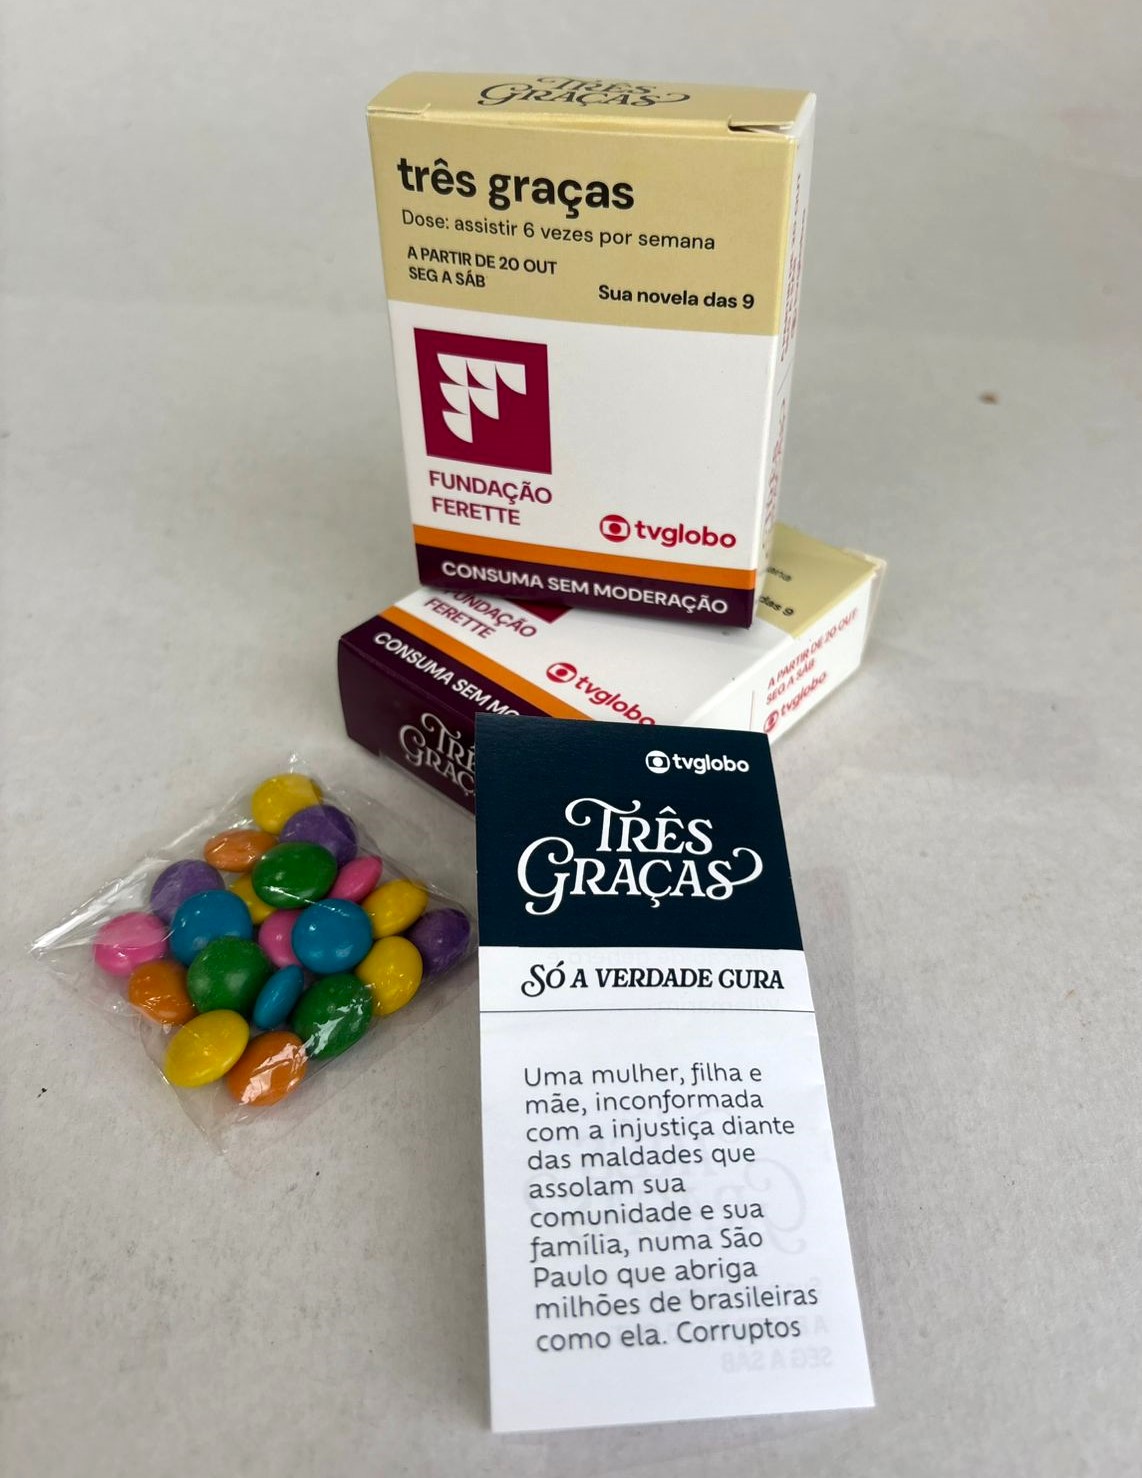 TRÊS
GRAÇAS
três graças
Dose: assistir 6 vezes por semana
A PARTIR DE 20 OUT
SEG A SÁB
Sua novela das 9
FUNDAÇÃO
FERETTE
tvglobo
CONSUMA SEM MODERAÇÃO
das 9
FUNDAÇÃO
FERETTE
tvglobo
CONSUMA SEM
A PARTIR DE 20 OUT
SEG A SÁB
tvglobo
tvglobo
TRÊS
GRAÇAS
SÓ A VERDADE CURA
Uma mulher, filha e
mãe, inconformada
com a injustiça diante
das maldades que
assolam sua
comunidade e sua
família, numa São
Paulo que abriga
milhões de brasileiras
como ela. Corruptos